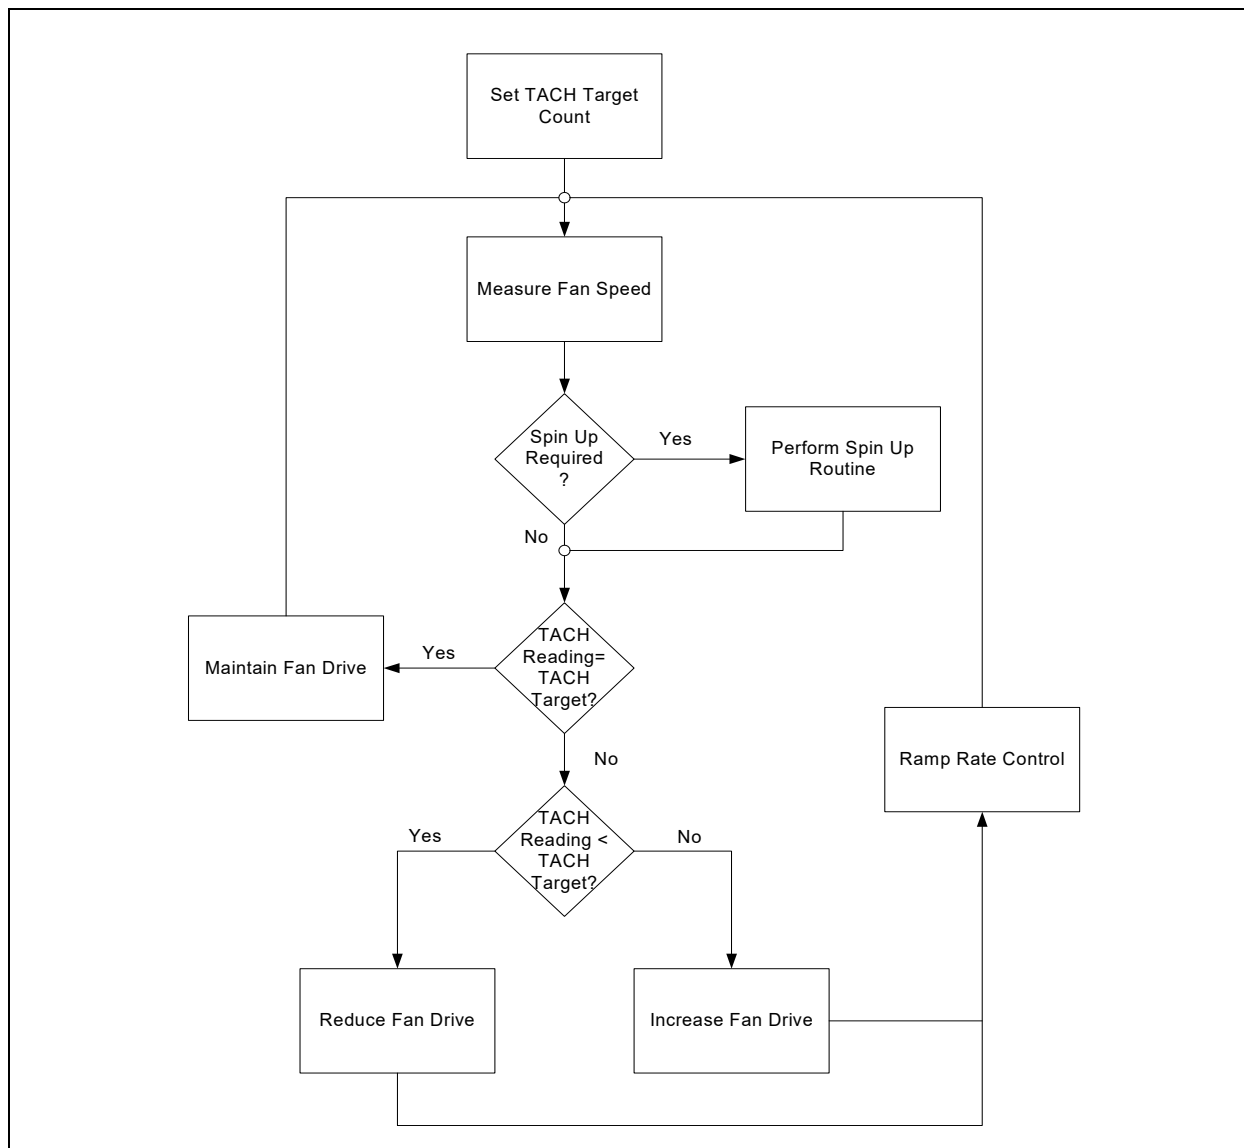 Set TACH Target
Count
Measure Fan Speed
Spin Up
Required
?
Yes
Perform Spin Up
Routine
No
TACH
Reading=
TACH
Target?
Yes
Maintain Fan Drive
No
Ramp Rate Control
TACH
Reading <
TACH
Target?
Yes
No
Reduce Fan Drive
Increase Fan Drive